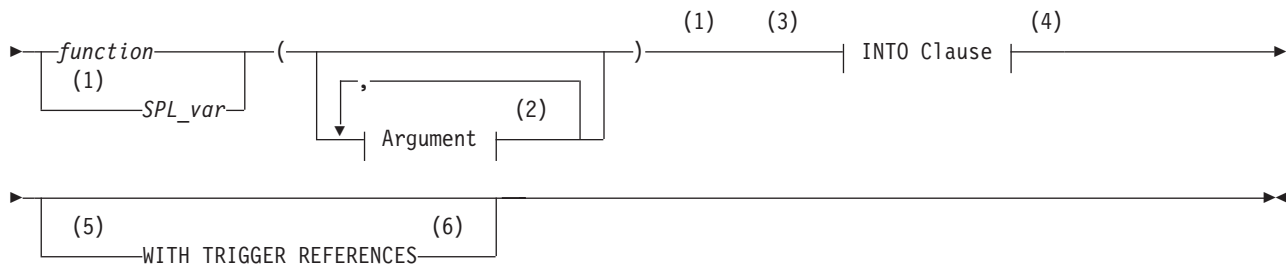 (1) (3) (4)
function ( ) INTO Clause
(1) ,
SPL_var (2)
Argument
(5) (6)
WITH TRIGGER REFERENCES